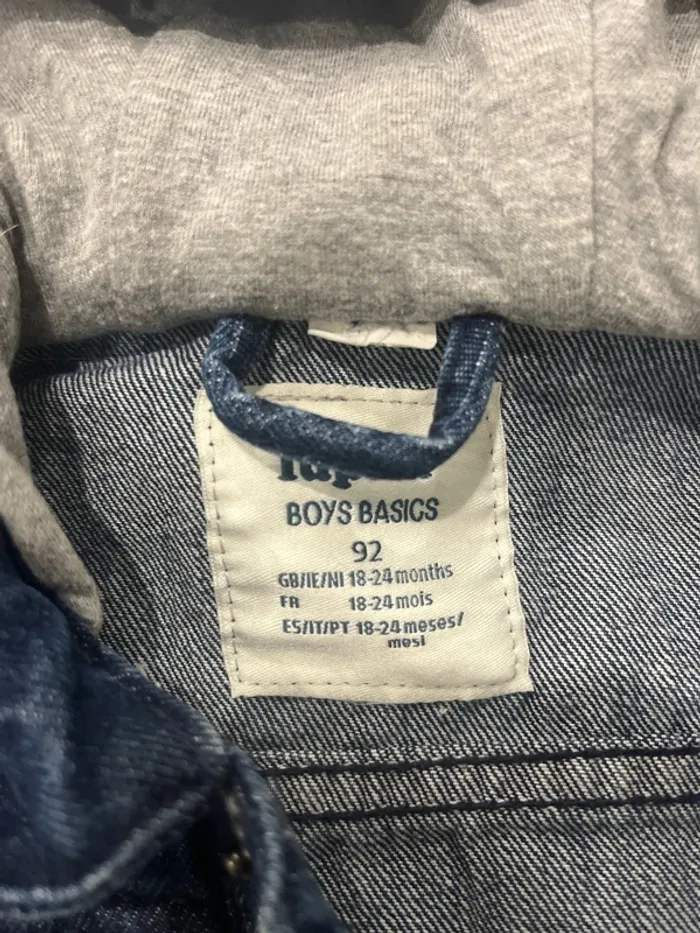 BOYS BASICS
92
GB/IE/NI 18-24 months
FR 18-24 mois
ES/IT/PT 18-24 meses/
mesi